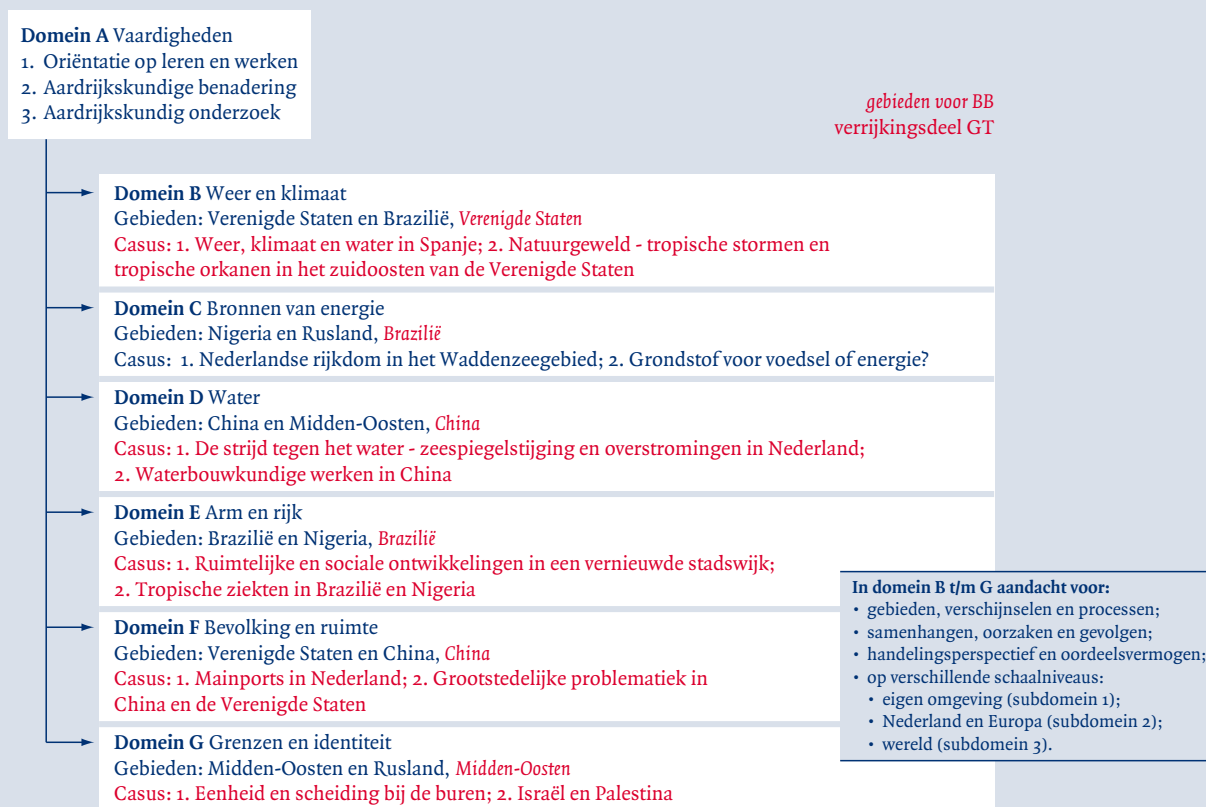 Domein A Vaardigheden
1. Oriëntatie op leren en werken
2. Aardrijkskundige benadering
3. Aardrijkskundig onderzoek
gebieden voor BB
verrijkingsdeel GT
Domein B Weer en klimaat
Gebieden: Verenigde Staten en Brazilië, Verenigde Staten
Casus: 1. Weer, klimaat en water in Spanje; 2. Natuurgeweld - tropische stormen en
tropische orkanen in het zuidoosten van de Verenigde Staten
Domein C Bronnen van energie
Gebieden: Nigeria en Rusland, Brazilië
Casus: 1. Nederlandse rijkdom in het Waddenzeegebied; 2. Grondstof voor voedsel of energie?
Domein D Water
Gebieden: China en Midden-Oosten, China
Casus: 1. De strijd tegen het water - zeespiegelstijging en overstromingen in Nederland;
2. Waterbouwkundige werken in China
Domein E Arm en rijk
Gebieden: Brazilië en Nigeria, Brazilië
Casus: 1. Ruimtelijke en sociale ontwikkelingen in een vernieuwde stadswijk;
2. Tropische ziekten in Brazilië en Nigeria
Domein F Bevolking en ruimte
Gebieden: Verenigde Staten en China, China
Casus: 1. Mainports in Nederland; 2. Grootstedelijke problematiek in
China en de Verenigde Staten
Domein G Grenzen en identiteit
Gebieden: Midden-Oosten en Rusland, Midden-Oosten
Casus: 1. Eenheid en scheiding bij de buren; 2. Israël en Palestina
In domein B t/m G aandacht voor:
• gebieden, verschijnselen en processen;
• samenhangen, oorzaken en gevolgen;
• handelingsperspectief en oordeelsvermogen;
• op verschillende schaalniveaus:
• eigen omgeving (subdomein 1);
• Nederland en Europa (subdomein 2);
• wereld (subdomein 3).